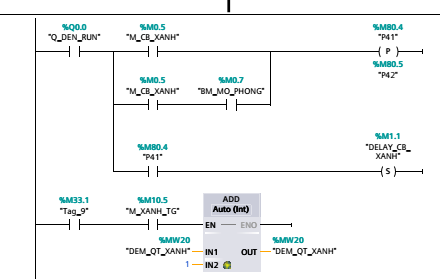 %Q0.0 %M0.5 %M80.4
"Q_DEN_RUN" "M_CB_XANH" "P41"
P
%M80.5
"P42"
%M0.5 %M0.7
"M_CB_XANH" "BM_MO_PHONG"
%M80.4 %M1.1
"P41" "DELAY_CB_
XANH"
S
%M33.1 %M10.5 ADD
"Tag_9" "M_XANH_TG" Auto (Int)
EN ENO
%MW20 %MW20
"DEM_QT_XANH" IN1 OUT "DEM_QT_XANH"
1 IN2